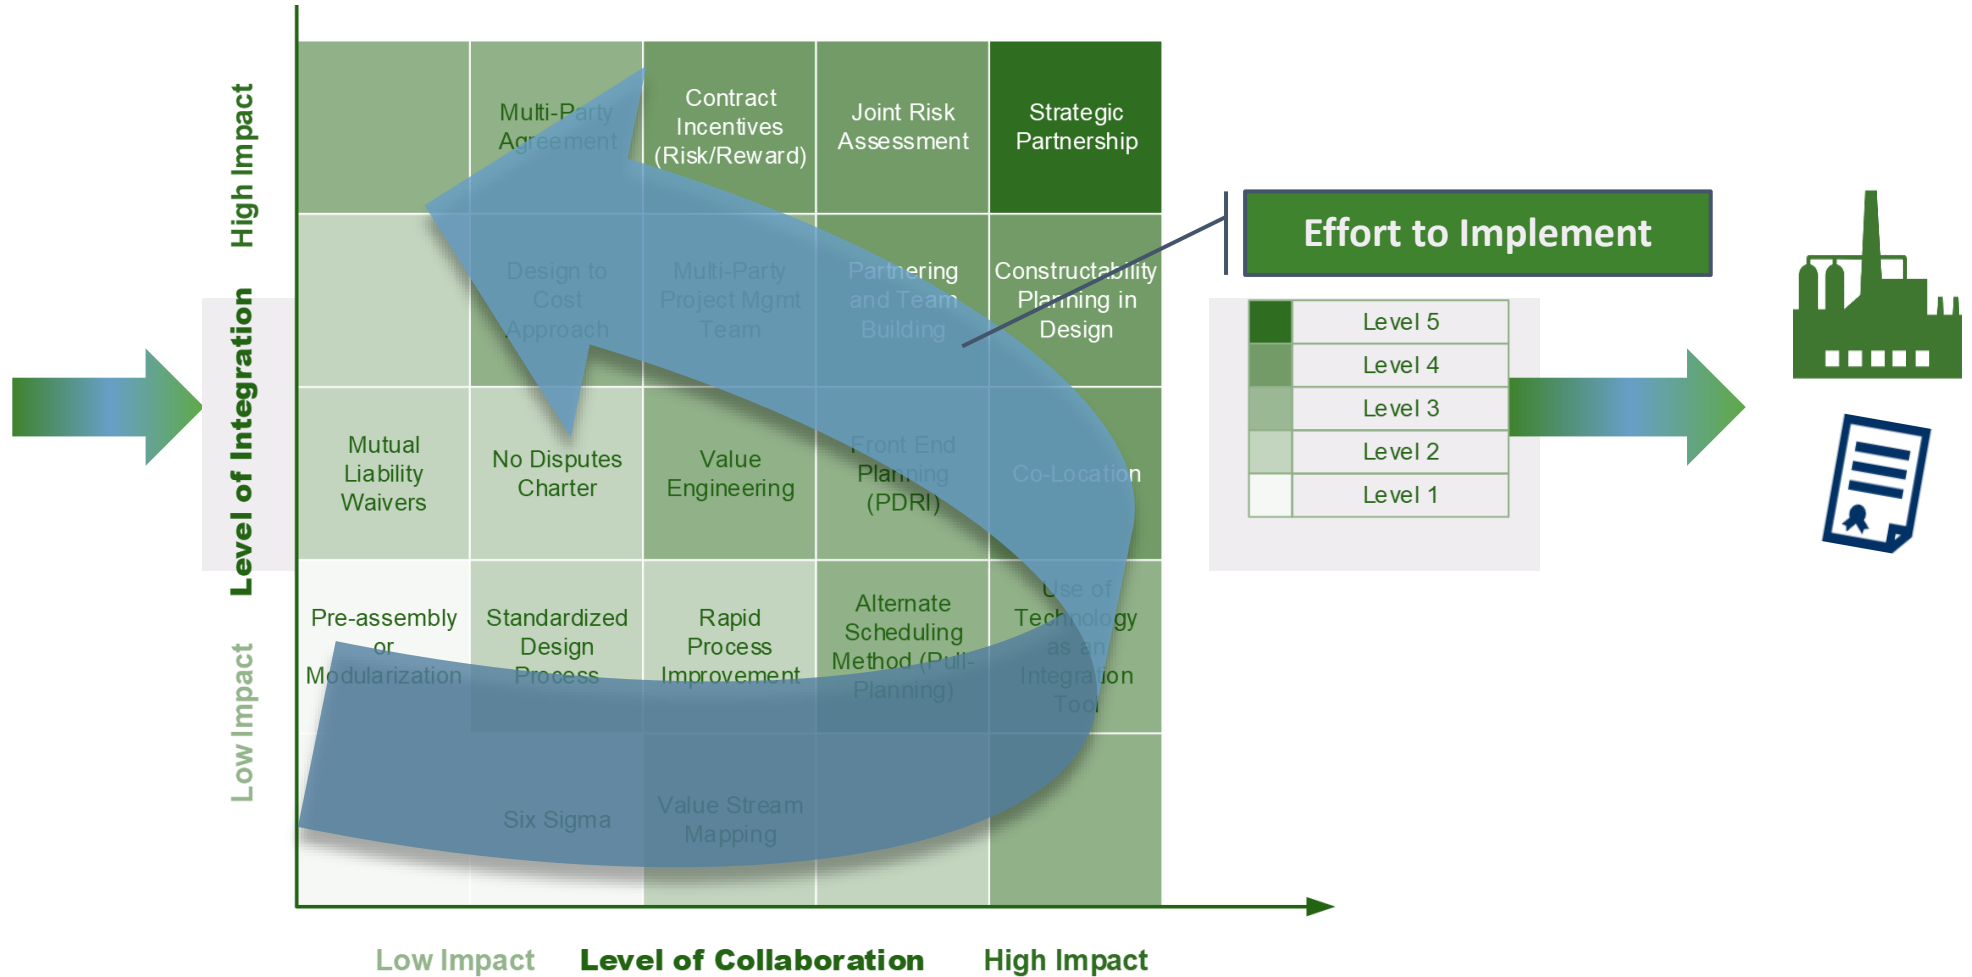 High Impact
Level of Integration
Low Impact
Multi-Party
Agreement
Contract
Incentives
(Risk/Reward)
Joint Risk
Assessment
Strategic
Partnership
Design to
Cost
Approach
Multi-Party
Project Mgmt
Team
Partnering
and Team
Building
Constructability
Planning in
Design
Mutual
Liability
Waivers
No Disputes
Charter
Value
Engineering
Front End
Planning
(PDRI)
Co-Location
Pre-assembly
or
Modularization
Standardized
Design
Process
Rapid
Process
Improvement
Alternate
Scheduling
Method (Pull-
Planning)
Use of
Technology
as an
Integration
Tool
Six Sigma
Value Stream
Mapping
Low Impact
Level of Collaboration
High Impact
Effort to Implement
Level 5
Level 4
Level 3
Level 2
Level 1